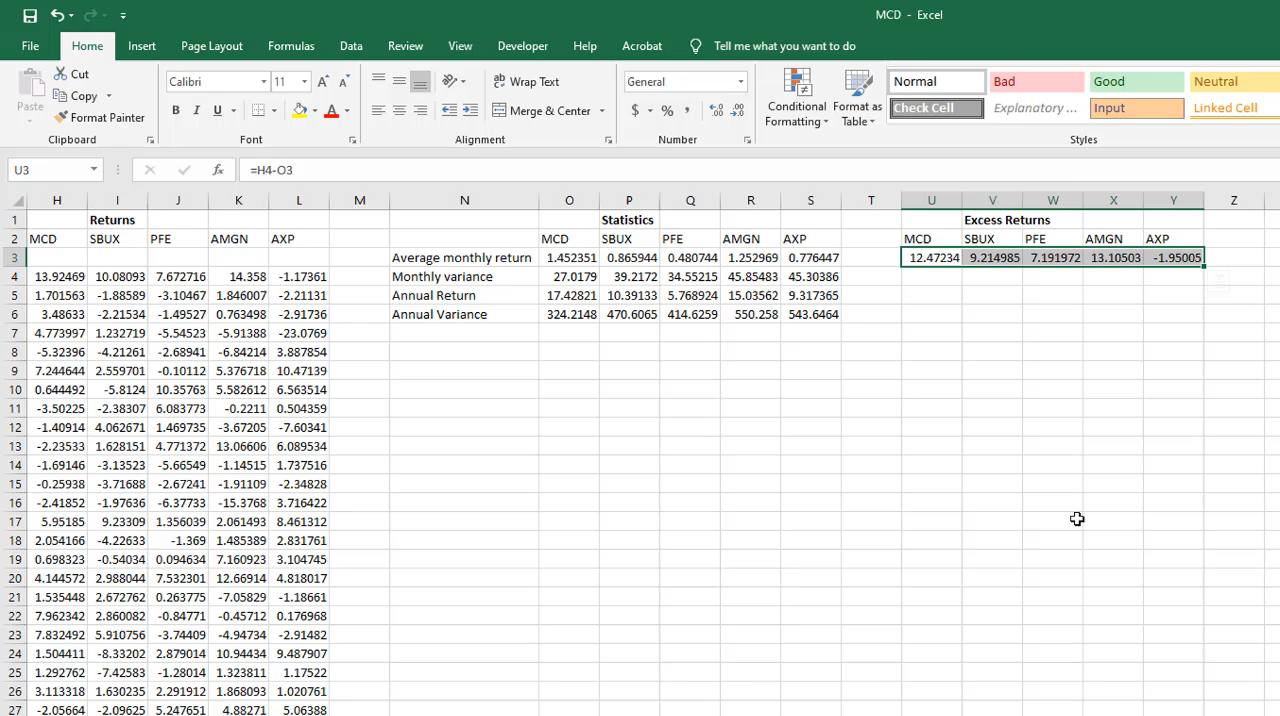 MCD - Excel
File Home Insert Page Layout Formulas Data Review View Developer Help Acrobat Tell me what you want to do
Cut
Copy
Format Painter
Paste
Clipboard
Calibri 11
B I U
Font
Wrap Text
Merge & Center
Alignment
General
$ % ,
Number
Conditional Formatting
Format as Table
Normal Bad Good Neutral
Check Cell Explanatory ... Input Linked Cell
Styles
U3 fx =H4-O3
H I J K L M N O P Q R S T U V W X Y Z
1 Returns Statistics Excess Returns
2 MCD SBUX PFE AMGN AXP MCD SBUX PFE AMGN AXP MCD SBUX PFE AMGN AXP
3 Average monthly return 1.452351 0.865944 0.480744 1.252969 0.776447 12.47234 9.214985 7.191972 13.10503 -1.95005
4 13.92469 10.08093 7.672716 14.358 -1.17361 Monthly variance 27.0179 39.2172 34.55215 45.85483 45.30386
5 1.701563 -1.88589 -3.10467 1.846007 -2.21131 Annual Return 17.42821 10.39133 5.768924 15.03562 9.317365
6 3.48633 -2.21534 -1.49527 0.763498 -2.91736 Annual Variance 324.2148 470.6065 414.6259 550.258 543.6464
7 4.773997 1.232719 -5.54523 -5.91388 -23.0769
8 -5.32396 -4.21261 -2.68941 -6.84214 3.887854
9 7.244644 2.559701 -0.10112 5.376718 10.47139
10 0.644492 -5.8124 10.35763 5.582612 6.563514
11 -3.50225 -2.38307 6.083773 -0.2211 0.504359
12 -1.40914 4.062671 1.469735 -3.67205 -7.60341
13 -2.23533 1.628151 4.771372 13.06606 6.089534
14 -1.69146 -3.13523 -5.66549 -1.14515 1.737516
15 -0.25938 -3.71688 -2.67241 -1.91109 -2.34828
16 -2.41852 -1.97636 -6.37733 -15.3768 3.716422
17 5.95185 9.23309 1.356039 2.061493 8.461312
18 2.054166 -4.22633 -1.369 1.485389 2.831761
19 0.698323 -0.54034 0.094634 7.160923 3.104745
20 4.144572 2.988044 7.532301 12.66914 4.818017
21 1.535448 2.672762 0.263775 -7.05829 -1.18661
22 7.962342 2.860082 -0.84771 -0.45712 0.176968
23 7.832492 5.910756 -3.74409 -4.94734 -2.91482
24 1.504411 -8.33202 2.879014 10.94434 9.487907
25 1.292762 -7.42583 -1.28014 1.323811 1.17522
26 3.113318 1.630235 2.291912 1.868093 1.020761
27 -2.05664 -2.09625 5.247651 4.88271 5.06388